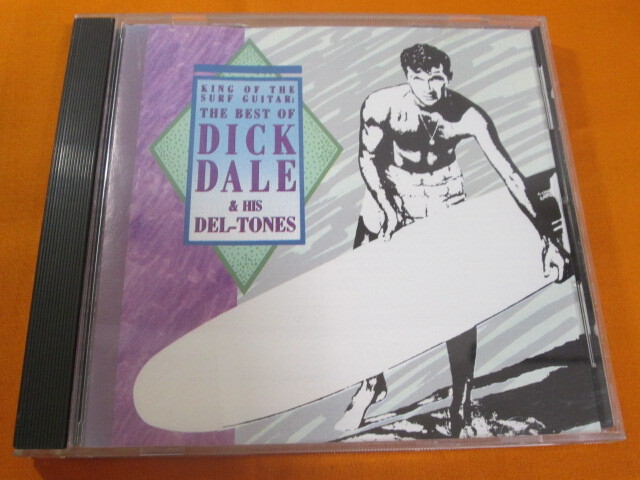 KING OF THE
SURF GUITAR:
THE BEST OF
DICK
DALE
& HIS
DEL-TONES